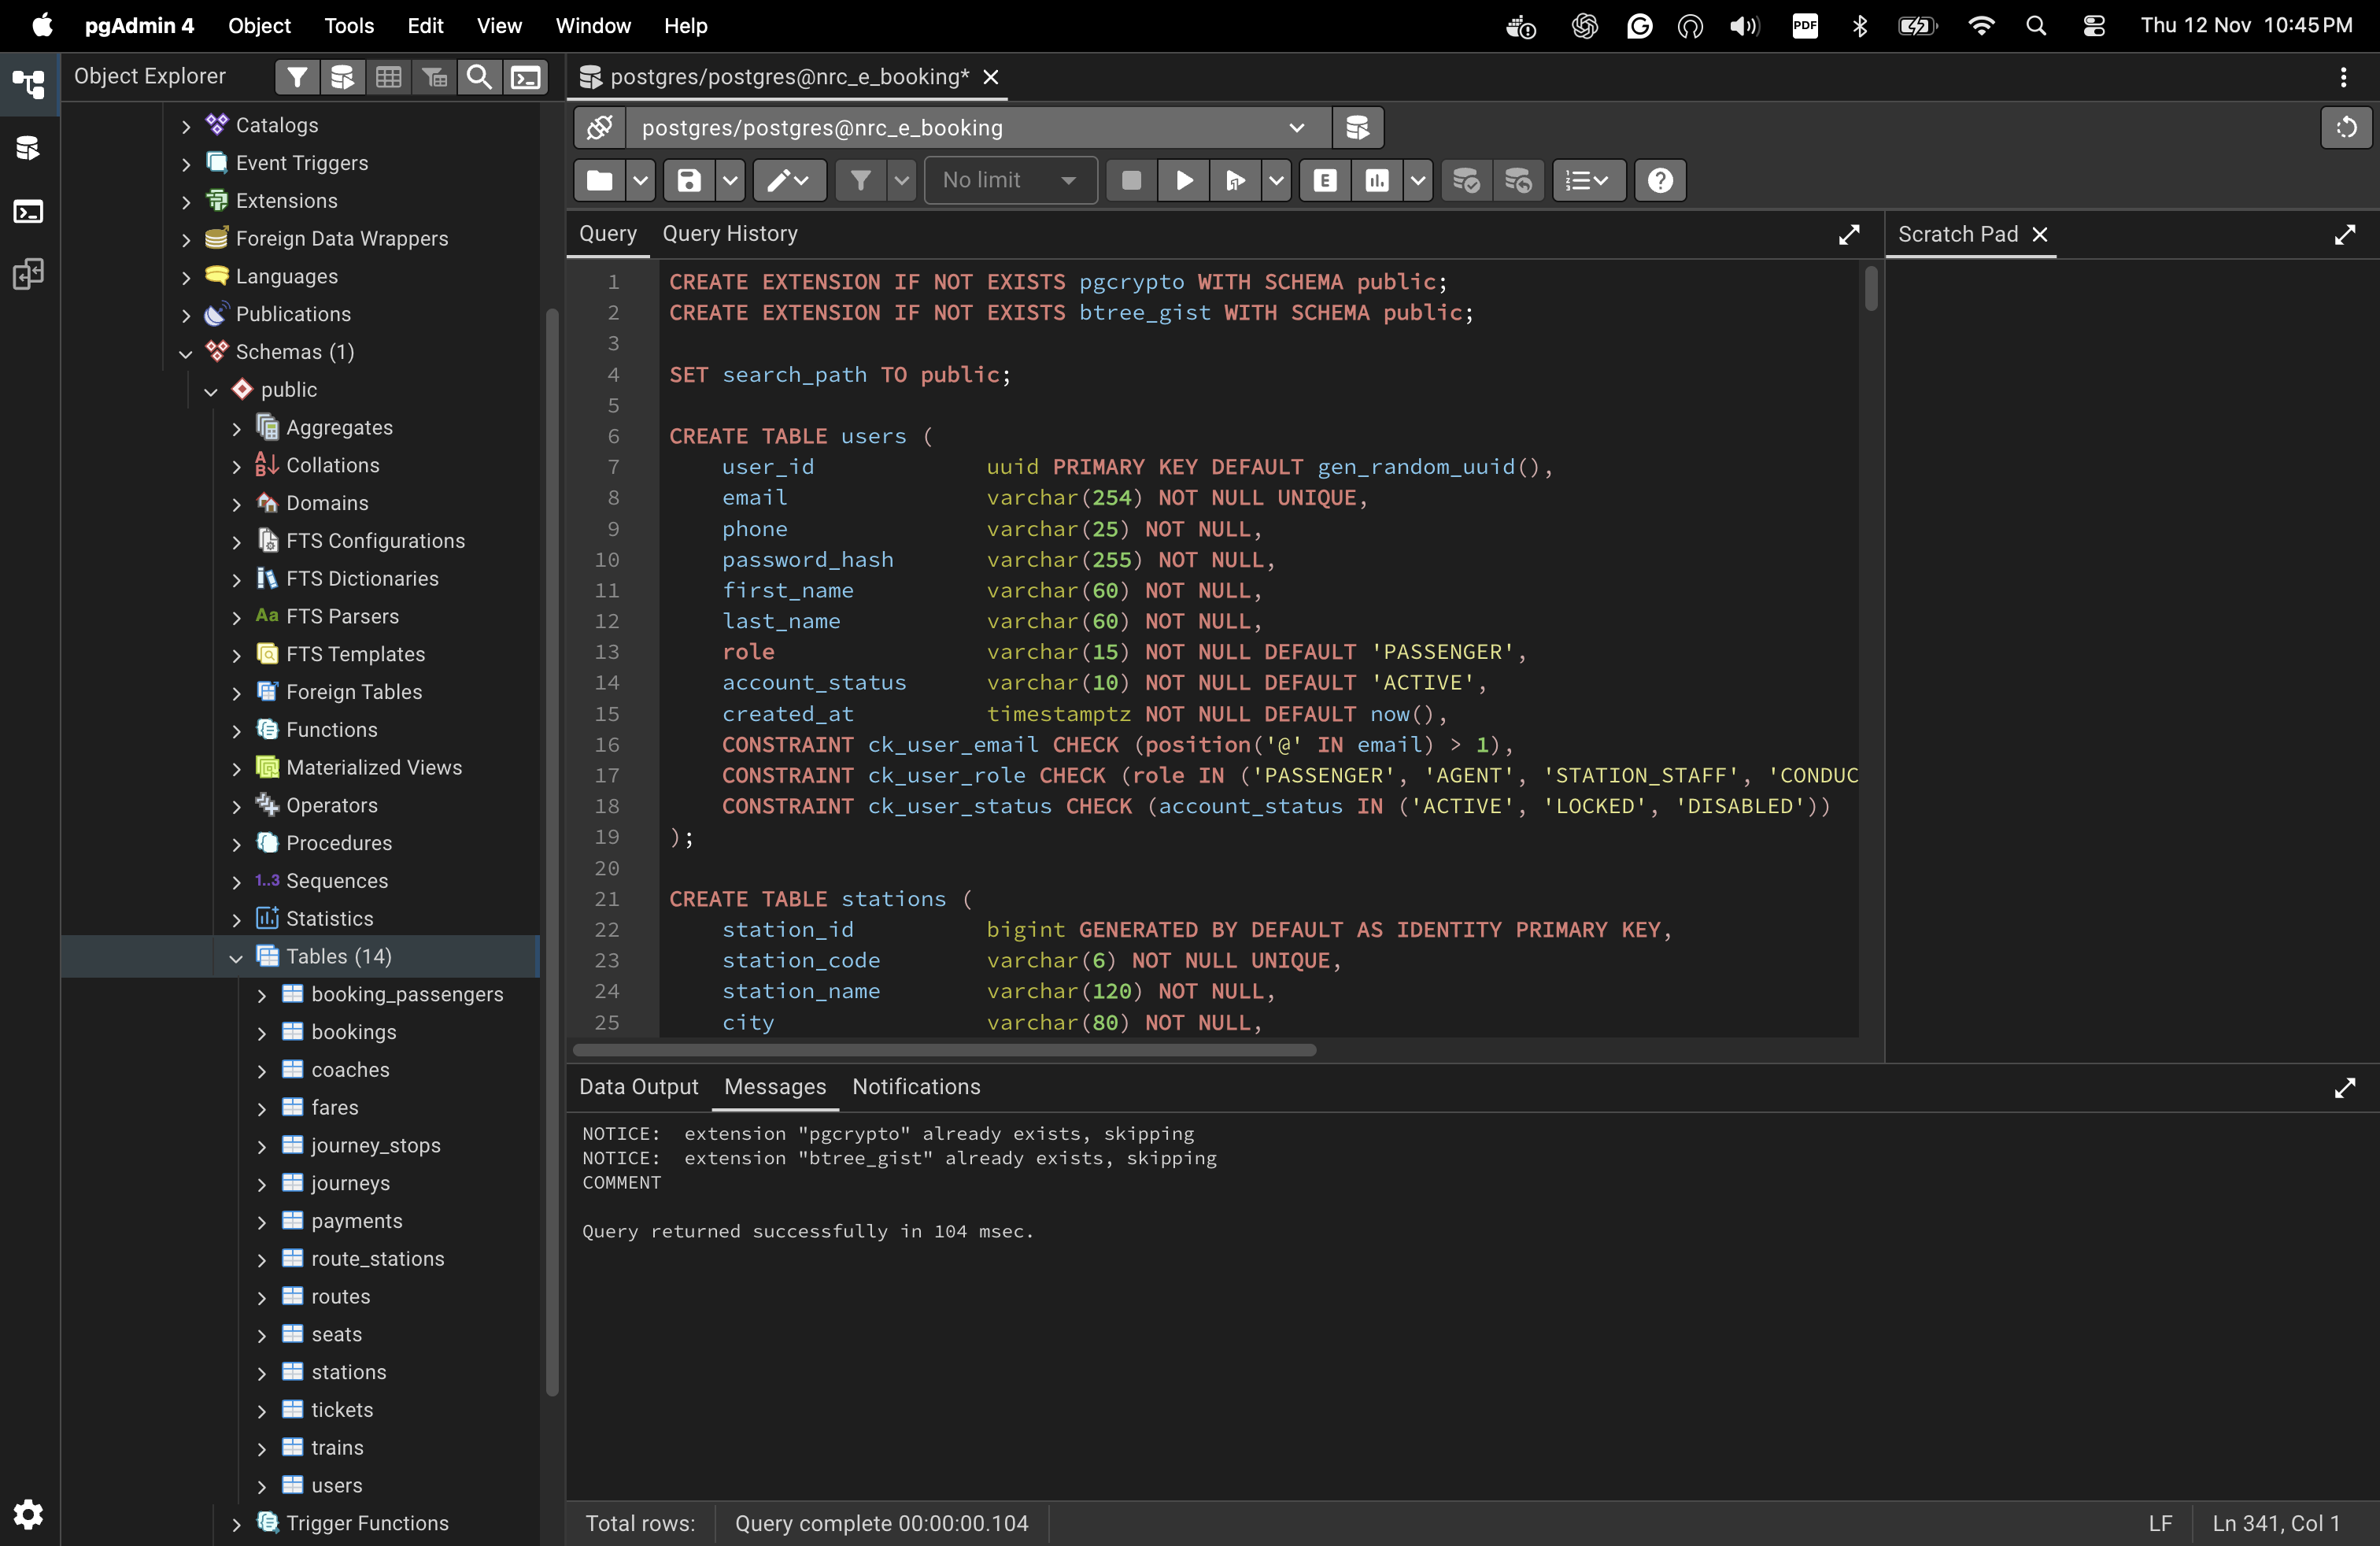 pgAdmin 4 Object Tools Edit View Window Help PDF Thu 12 Nov 10:45 PM
Object Explorer
Catalogs
Event Triggers
Extensions
Foreign Data Wrappers
Languages
Publications
Schemas (1)
public
Aggregates
Collations
Domains
FTS Configurations
FTS Dictionaries
Aa FTS Parsers
FTS Templates
Foreign Tables
Functions
Materialized Views
Operators
Procedures
1..3 Sequences
Statistics
Tables (14)
booking_passengers
bookings
coaches
fares
journey_stops
journeys
payments
route_stations
routes
seats
stations
tickets
trains
users
Trigger Functions
postgres/postgres@nrc_e_booking*
postgres/postgres@nrc_e_booking
No limit E
Query Query History
Scratch Pad
1 CREATE EXTENSION IF NOT EXISTS pgcrypto WITH SCHEMA public;
2 CREATE EXTENSION IF NOT EXISTS btree_gist WITH SCHEMA public;
3
4 SET search_path TO public;
5
6 CREATE TABLE users (
7 user_id uuid PRIMARY KEY DEFAULT gen_random_uuid(),
8 email varchar(254) NOT NULL UNIQUE,
9 phone varchar(25) NOT NULL,
10 password_hash varchar(255) NOT NULL,
11 first_name varchar(60) NOT NULL,
12 last_name varchar(60) NOT NULL,
13 role varchar(15) NOT NULL DEFAULT 'PASSENGER',
14 account_status varchar(10) NOT NULL DEFAULT 'ACTIVE',
15 created_at timestamptz NOT NULL DEFAULT now(),
16 CONSTRAINT ck_user_email CHECK (position('@' IN email) > 1),
17 CONSTRAINT ck_user_role CHECK (role IN ('PASSENGER', 'AGENT', 'STATION_STAFF', 'CONDUC
18 CONSTRAINT ck_user_status CHECK (account_status IN ('ACTIVE', 'LOCKED', 'DISABLED'))
19 );
20
21 CREATE TABLE stations (
22 station_id bigint GENERATED BY DEFAULT AS IDENTITY PRIMARY KEY,
23 station_code varchar(6) NOT NULL UNIQUE,
24 station_name varchar(120) NOT NULL,
25 city varchar(80) NOT NULL,
Data Output Messages Notifications
NOTICE: extension "pgcrypto" already exists, skipping
NOTICE: extension "btree_gist" already exists, skipping
COMMENT
Query returned successfully in 104 msec.
Total rows: Query complete 00:00:00.104 LF Ln 341, Col 1